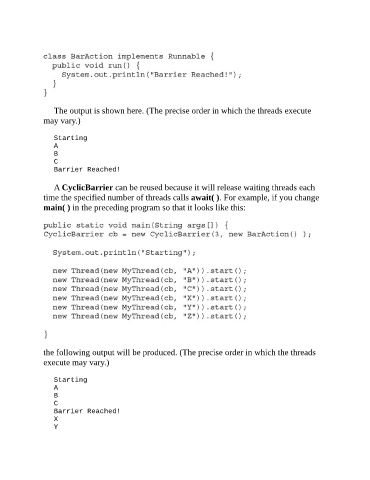 class BarAction implements Runnable {
public void run() {
System.out.println("Barrier Reached!");
}
}
The output is shown here. (The precise order in which the threads execute
may vary.)
Starting
A
B
C
Barrier Reached!
A CyclicBarrier can be reused because it will release waiting threads each
time the specified number of threads calls await( ). For example, if you change
main( ) in the preceding program so that it looks like this:
public static void main(String args[]) {
CyclicBarrier cb = new CyclicBarrier(3, new BarAction() );
System.out.println("Starting");
new Thread(new MyThread(cb, "A")).start();
new Thread(new MyThread(cb, "B")).start();
new Thread(new MyThread(cb, "C")).start();
new Thread(new MyThread(cb, "X")).start();
new Thread(new MyThread(cb, "Y")).start();
new Thread(new MyThread(cb, "Z")).start();
}
the following output will be produced. (The precise order in which the threads
execute may vary.)
Starting
A
B
C
Barrier Reached!
X
Y